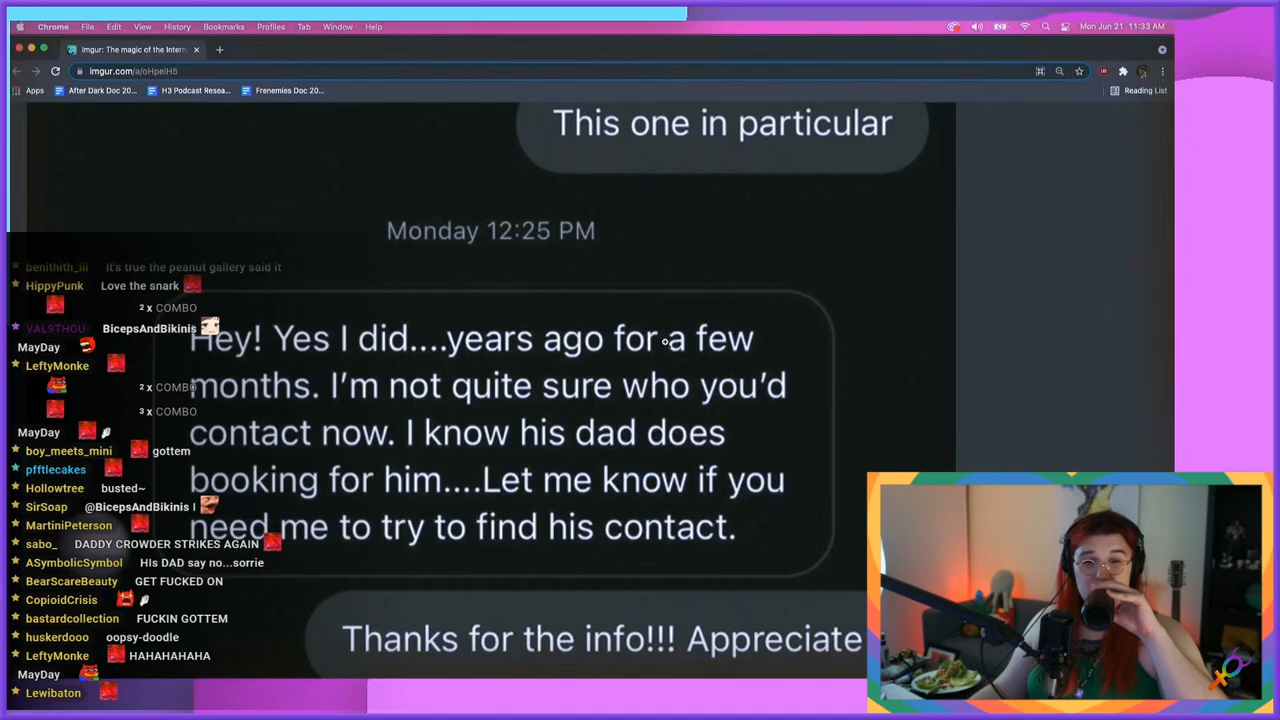 Chrome File Edit View History Bookmarks Profiles Tab Window Help Mon Jun 21 11:33 AM
Imgur: The magic of the Intern
imgur.com/a/oHpeiH5
Apps After Dark Doc 20... H3 Podcast Resea... Frenemies Doc 20... Reading List
This one in particular
Monday 12:25 PM
Hey! Yes I did....years ago for a few
months. I'm not quite sure who you'd
contact now. I know his dad does
booking for him....Let me know if you
need me to try to find his contact.
Thanks for the info!!! Appreciate
benithith_iii It's true the peanut gallery said it
HippyPunk Love the snark
2 x COMBO
VAL9THOU BicepsAndBikinis
MayDay
LeftyMonke
2 x COMBO
3 x COMBO
MayDay
boy_meets_mini gottem
pfftlecakes
Hollowtree busted~
SirSoap @BicepsAndBikinis I
MartiniPeterson
sabo_ DADDY CROWDER STRIKES AGAIN
ASymbolicSymbol HIs DAD say no...sorrie
BearScareBeauty GET FUCKED ON
CopioidCrisis
bastardcollection FUCKIN GOTTEM
huskerdooo oopsy-doodle
LeftyMonke HAHAHAHAHA
MayDay
Lewibaton